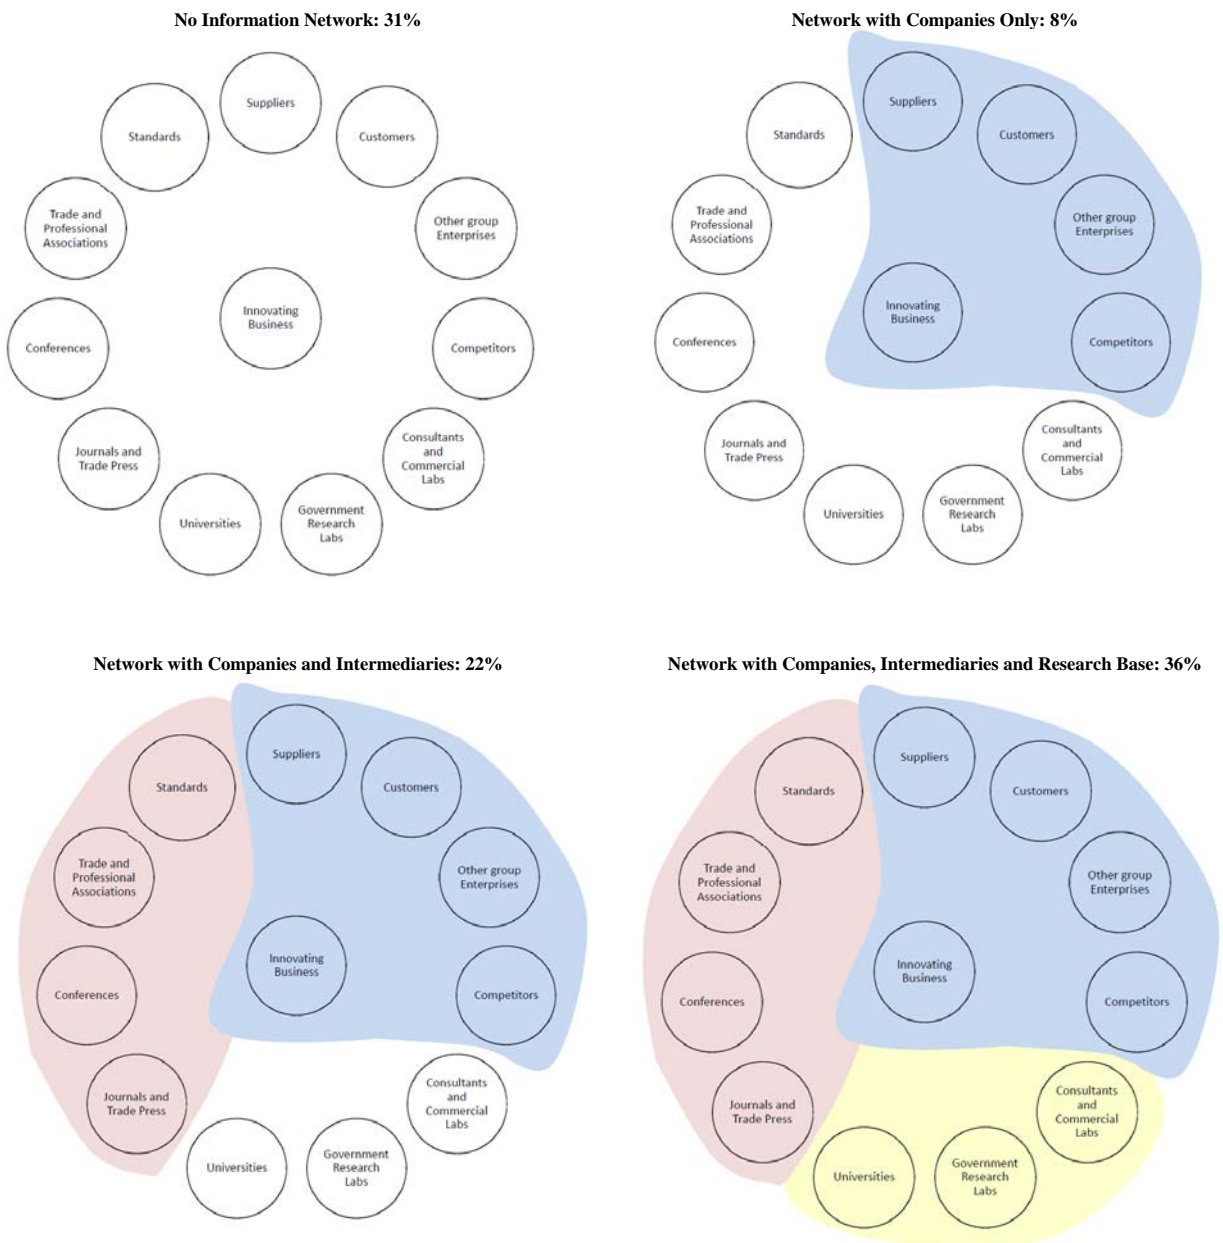 No Information Network: 31%
Suppliers
Standards
Customers
Trade and
Professional
Associations
Other group
Enterprises
Innovating
Business
Conferences
Competitors
Journals and
Trade Press
Consultants
and
Commercial
Labs
Universities
Government
Research
Labs
Network with Companies Only: 8%
Suppliers
Standards
Customers
Trade and
Professional
Associations
Other group
Enterprises
Innovating
Business
Conferences
Competitors
Journals and
Trade Press
Consultants
and
Commercial
Labs
Universities
Government
Research
Labs
Network with Companies and Intermediaries: 22%
Suppliers
Standards
Customers
Trade and
Professional
Associations
Other group
Enterprises
Innovating
Business
Conferences
Competitors
Journals and
Trade Press
Consultants
and
Commercial
Labs
Universities
Government
Research
Labs
Network with Companies, Intermediaries and Research Base: 36%
Suppliers
Standards
Customers
Trade and
Professional
Associations
Other group
Enterprises
Innovating
Business
Conferences
Competitors
Journals and
Trade Press
Consultants
and
Commercial
Labs
Universities
Government
Research
Labs